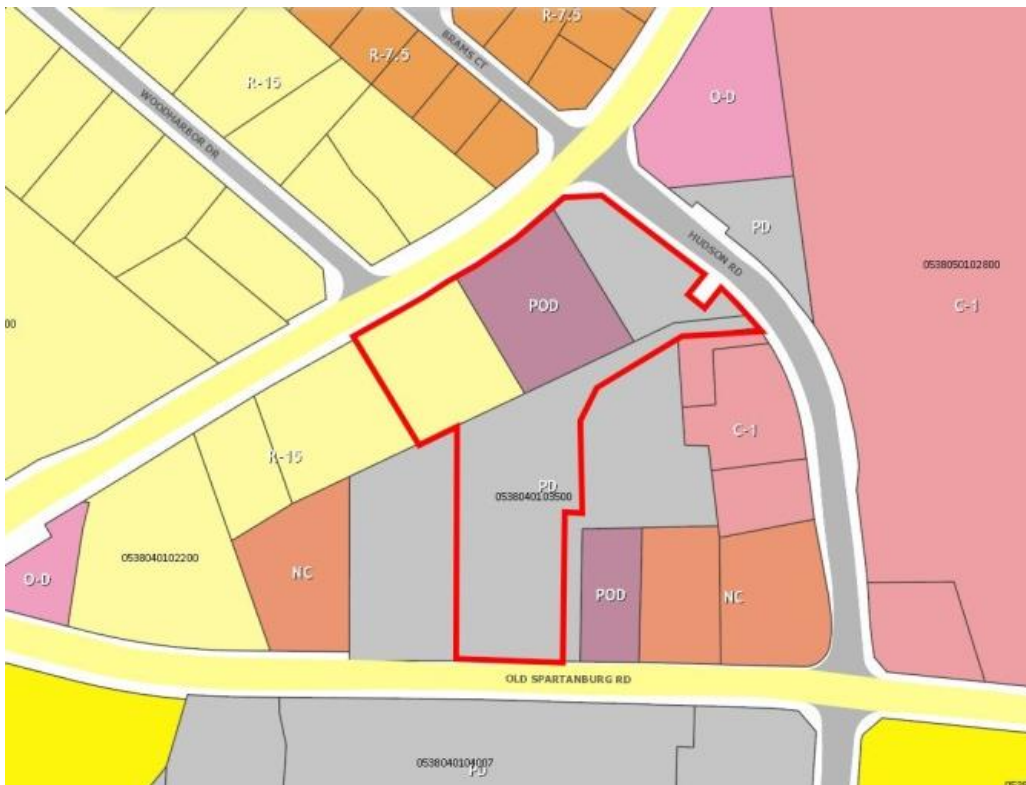 R-7.5
BRAMS CT
R-7.5
R-15
O-D
WOODHARBOR DR
PD
HUDSON RD
0538050102800
C-1
POD
00
C-1
R-15
PD
0538040103500
0538040102200
NC
O-D
POD
NC
OLD SPARTANBURG RD
0538040104007
PD